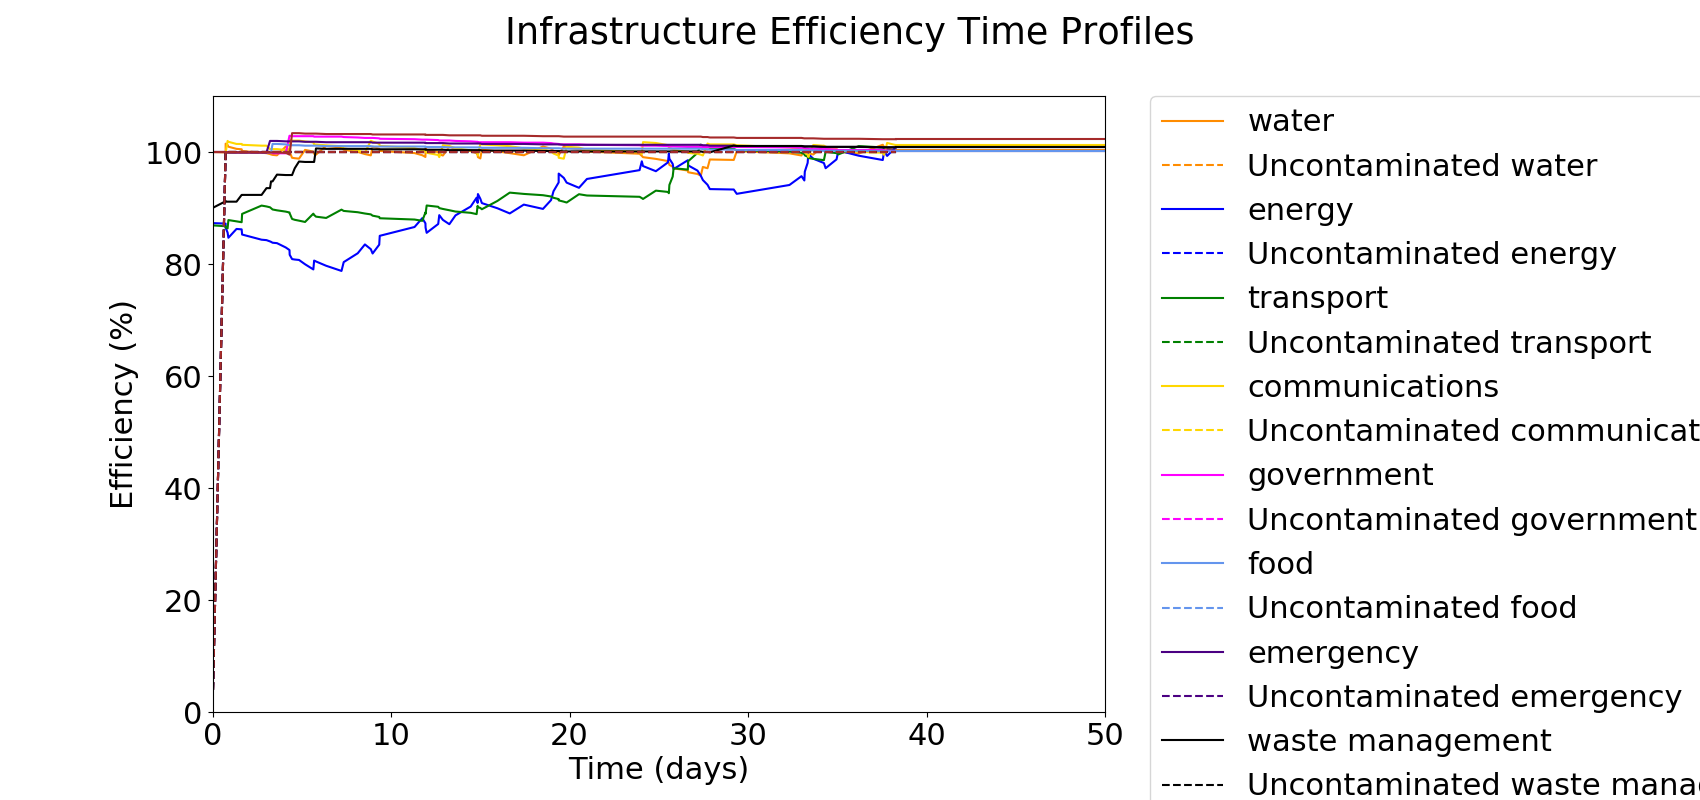 Infrastructure Efficiency Time Profiles
Efficiency (%)
100
80
60
40
20
0
0 10 20 30 40 50
Time (days)
water
Uncontaminated water
energy
Uncontaminated energy
transport
Uncontaminated transport
communications
Uncontaminated communicat
government
Uncontaminated government
food
Uncontaminated food
emergency
Uncontaminated emergency
waste management
Uncontaminated waste mana